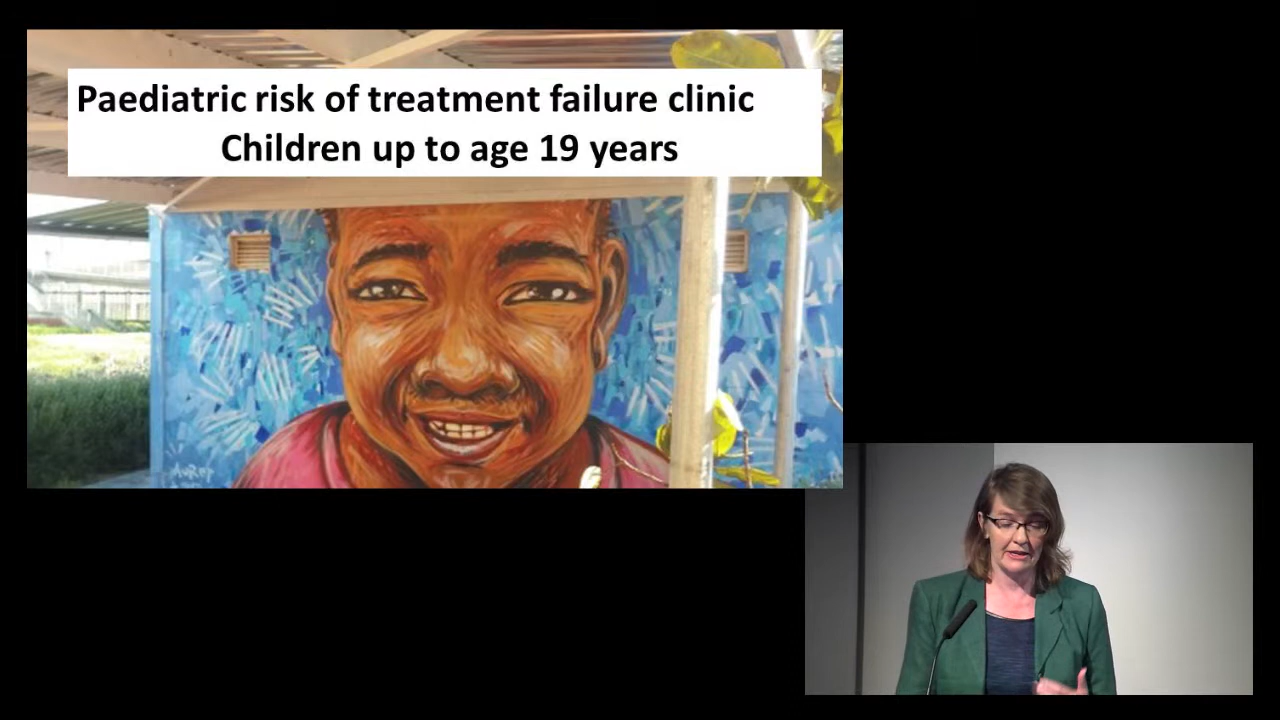 Paediatric risk of treatment failure clinic
Children up to age 19 years